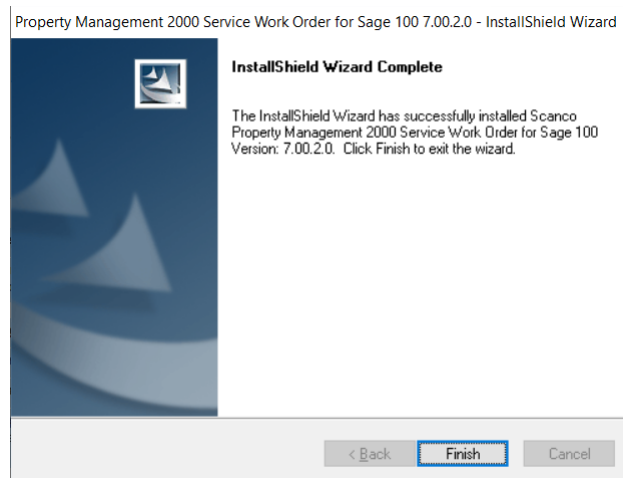 Property Management 2000 Service Work Order for Sage 100 7.00.2.0 - InstallShield Wizard
InstallShield Wizard Complete
The InstallShield Wizard has successfully installed Scanco
Property Management 2000 Service Work Order for Sage 100
Version: 7.00.2.0.  Click Finish to exit the wizard.
< Back
Finish
Cancel